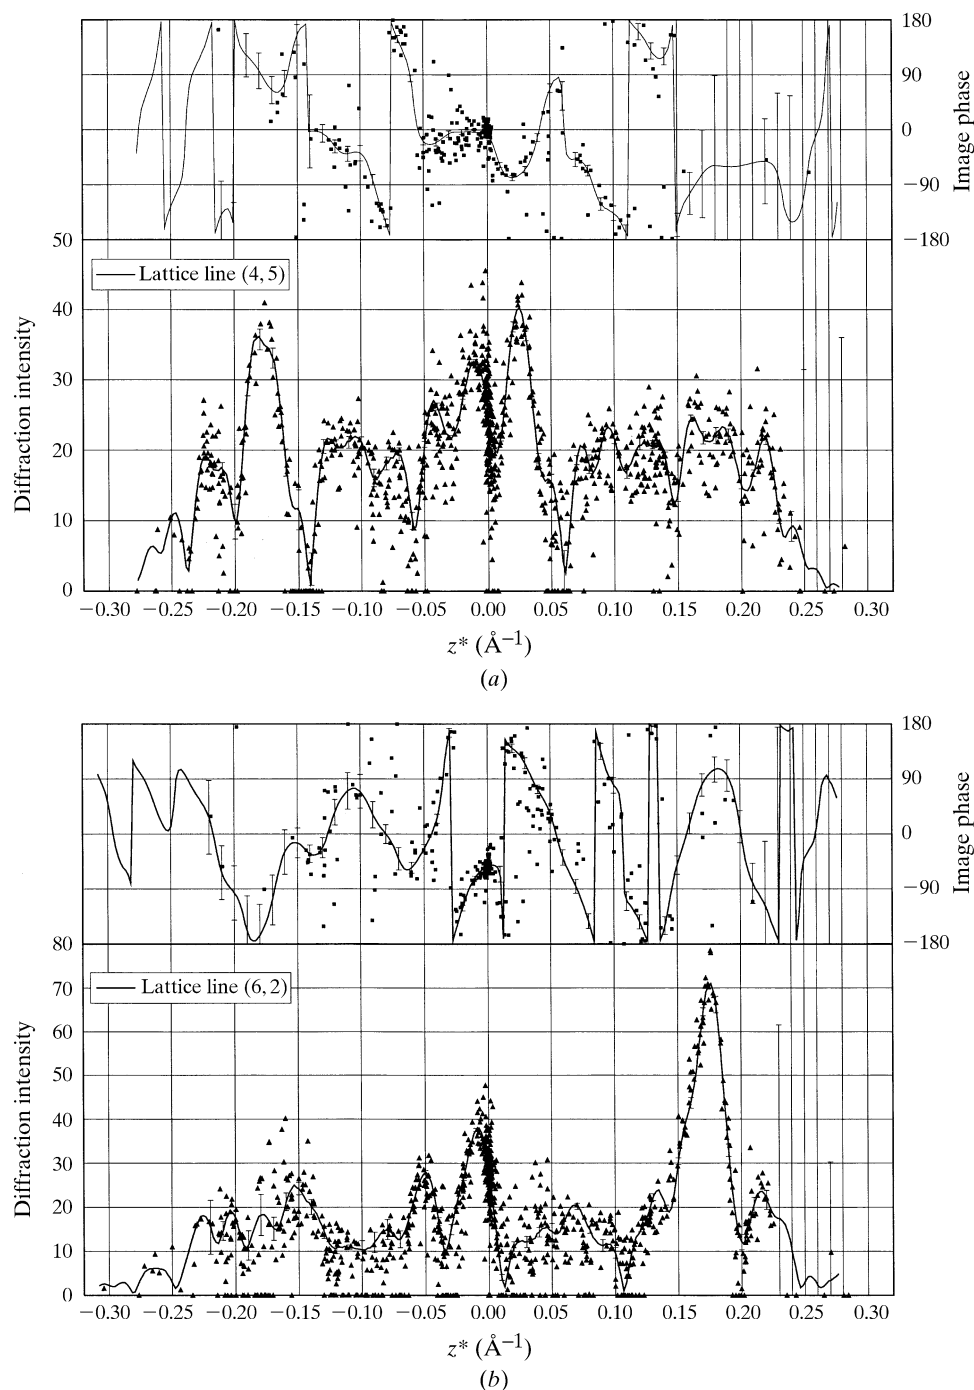 180
90
0
−90
−180
Image phase
50
40
30
20
10
0
Diffraction intensity
Lattice line (4, 5)
−0.30 −0.25 −0.20 −0.15 −0.10 −0.05 0.00 0.05 0.10 0.15 0.20 0.25 0.30
z* (Å−1)
(a)
180
90
0
−90
−180
Image phase
80
70
60
50
40
30
20
10
0
Diffraction intensity
Lattice line (6, 2)
−0.30 −0.25 −0.20 −0.15 −0.10 −0.05 0.00 0.05 0.10 0.15 0.20 0.25 0.30
z* (Å−1)
(b)